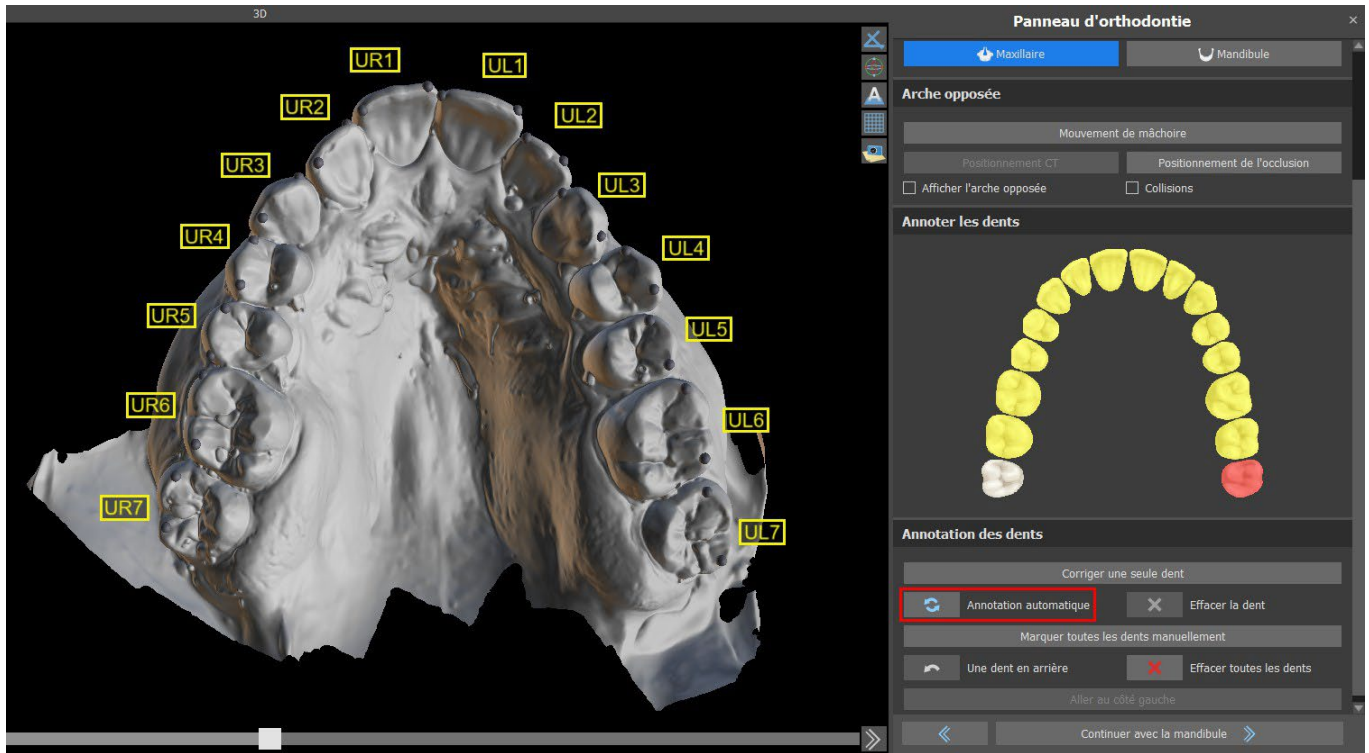 3D
UR1
UL1
UR2
UL2
UR3
UL3
UR4
UL4
UR5
UL5
UR6
UL6
UR7
UL7
Panneau d'orthodontie
Maxillaire
Mandibule
Arche opposée
Mouvement de mâchoire
Positionnement CT
Positionnement de l'occlusion
Afficher l'arche opposée
Collisions
Annoter les dents
Annotation des dents
Corriger une seule dent
Annotation automatique
Effacer la dent
Marquer toutes les dents manuellement
Une dent en arrière
Effacer toutes les dents
Aller au côté gauche
Continuer avec la mandibule